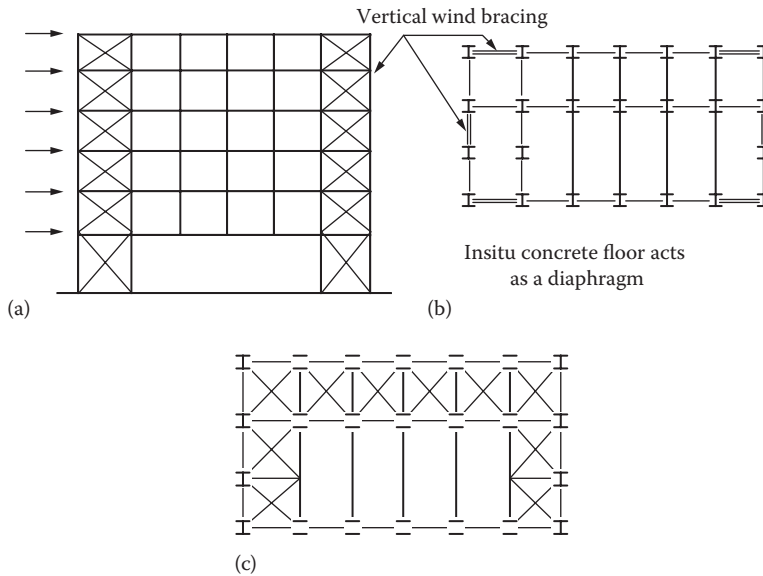 Vertical wind bracing
Insitu concrete floor acts
as a diaphragm
(a)
(b)
(c)